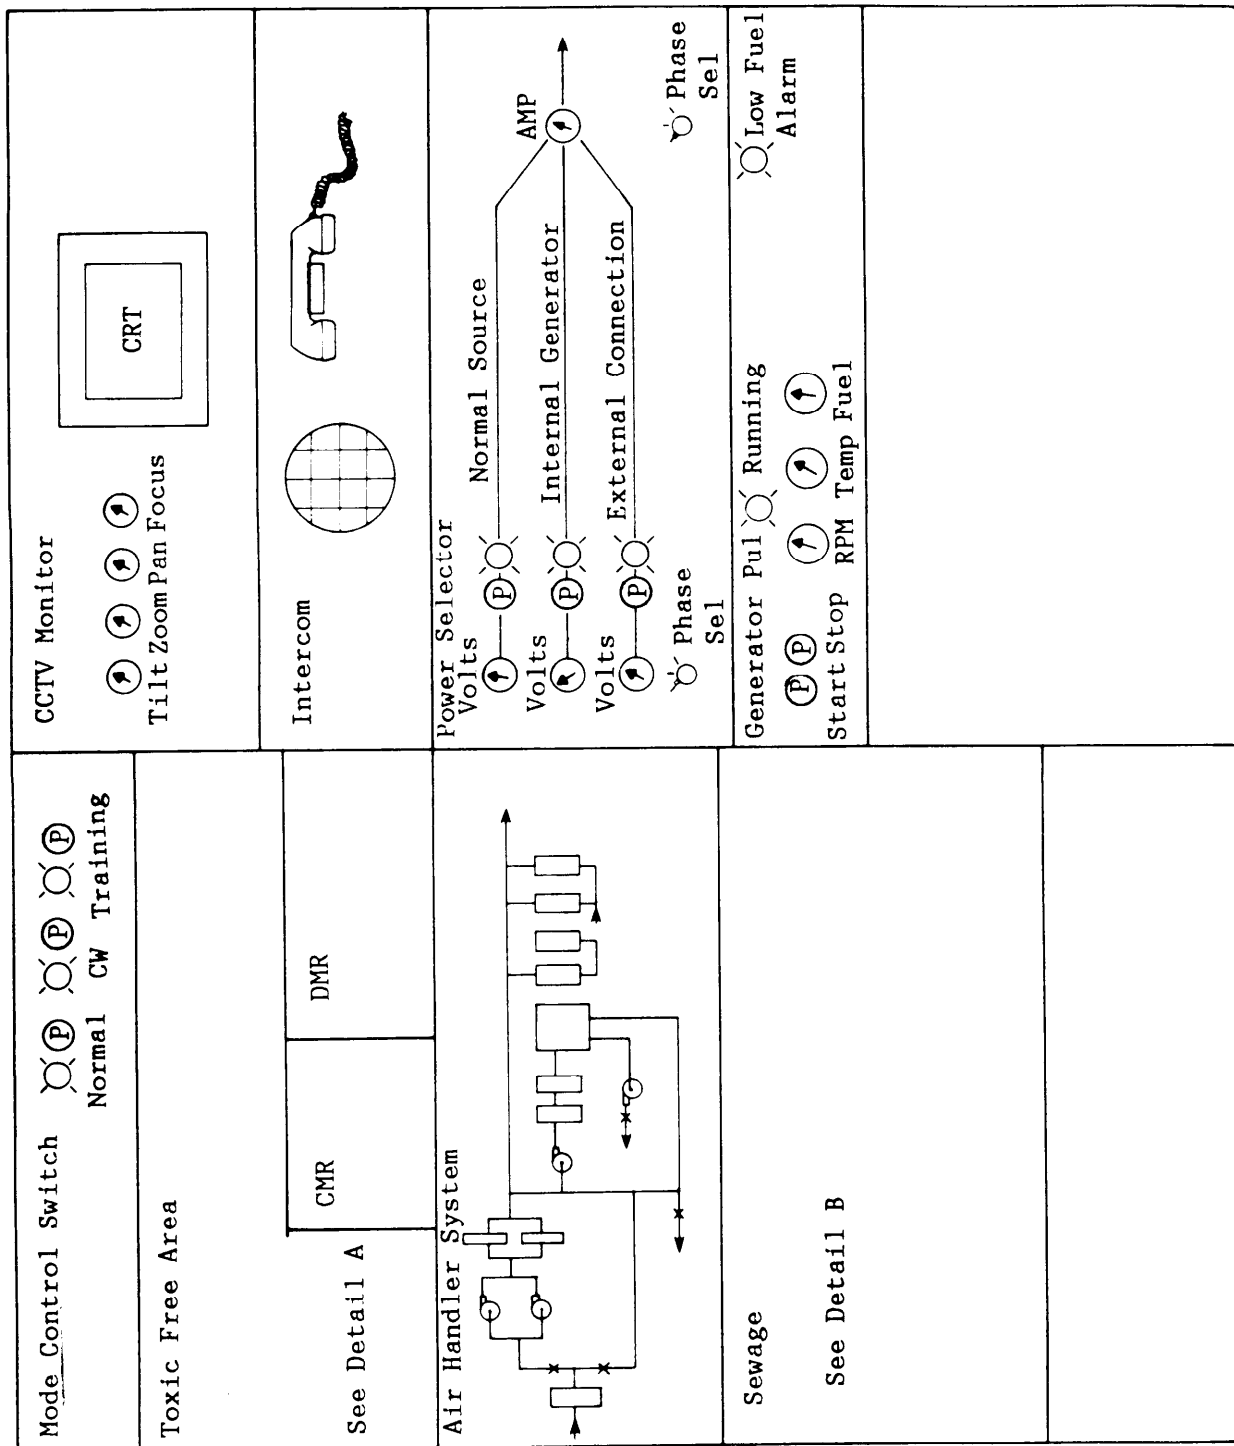 Mode Control Switch
P P P
Normal CW Training
Toxic Free Area
See Detail A
CMR
DMR
Air Handler System
Sewage
See Detail B
CCTV Monitor
Tilt Zoom Pan Focus
CRT
Intercom
Power Selector
Volts
P
Normal Source
Volts
P
Internal Generator
Volts
P
External Connection
AMP
Phase
Sel
Phase
Sel
Generator Pul
Running
Low Fuel
Alarm
P P
Start Stop RPM Temp Fuel